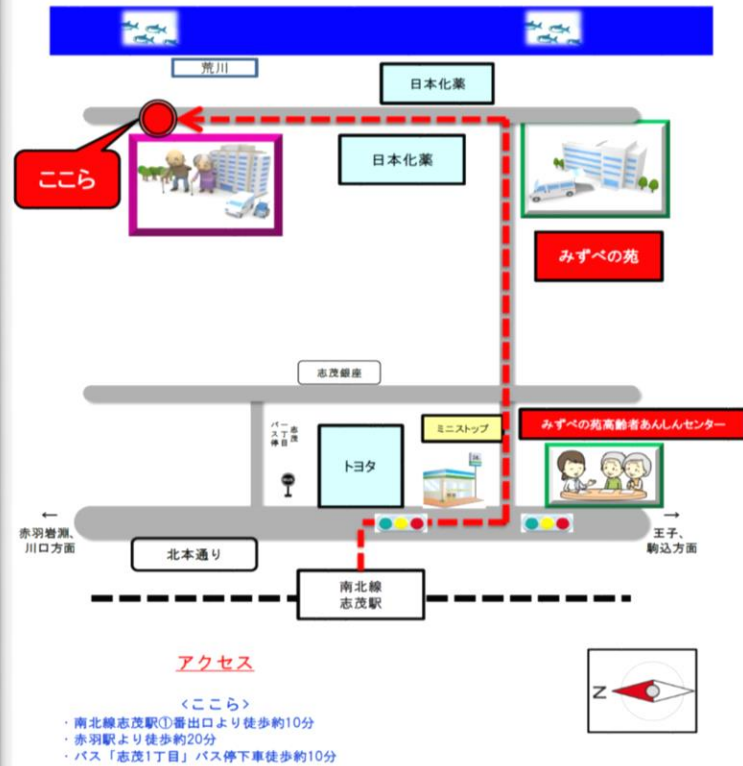 荒川
日本化薬
日本化薬
ここら
みずべの苑
志茂銀座
志茂
一丁目
バス停
トヨタ
ミニストップ
みずべの苑高齢者あんしんセンター
←
赤羽岩淵、
川口方面
→
王子、
駒込方面
北本通り
南北線
志茂駅
アクセス
N
<ここら>
・南北線志茂駅①番出口より徒歩約10分
・赤羽駅より徒歩約20分
・バス「志茂1丁目」バス停下車徒歩約10分